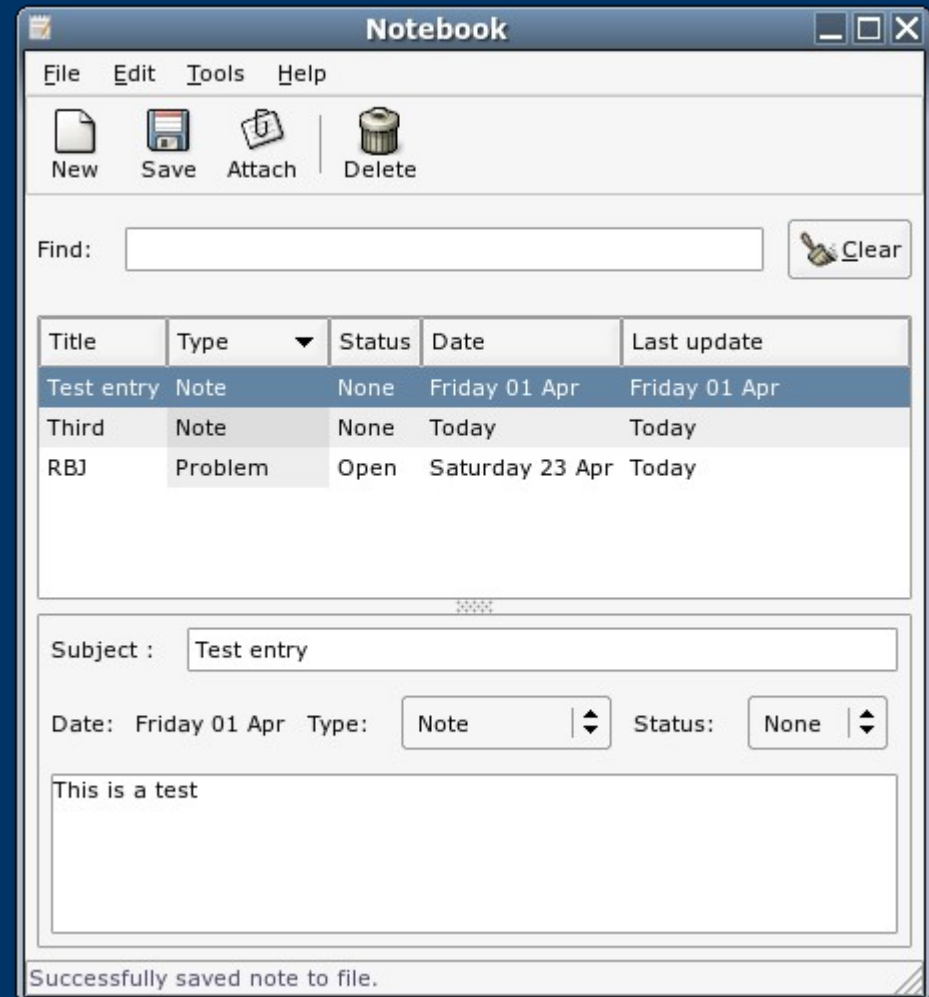 Notebook
File Edit Tools Help
New Save Attach Delete
Find: Clear
Title Type Status Date Last update
Test entry Note None Friday 01 Apr Friday 01 Apr
Third Note None Today Today
RBJ Problem Open Saturday 23 Apr Today
Subject : Test entry
Date: Friday 01 Apr Type: Note Status: None
This is a test
Successfully saved note to file.